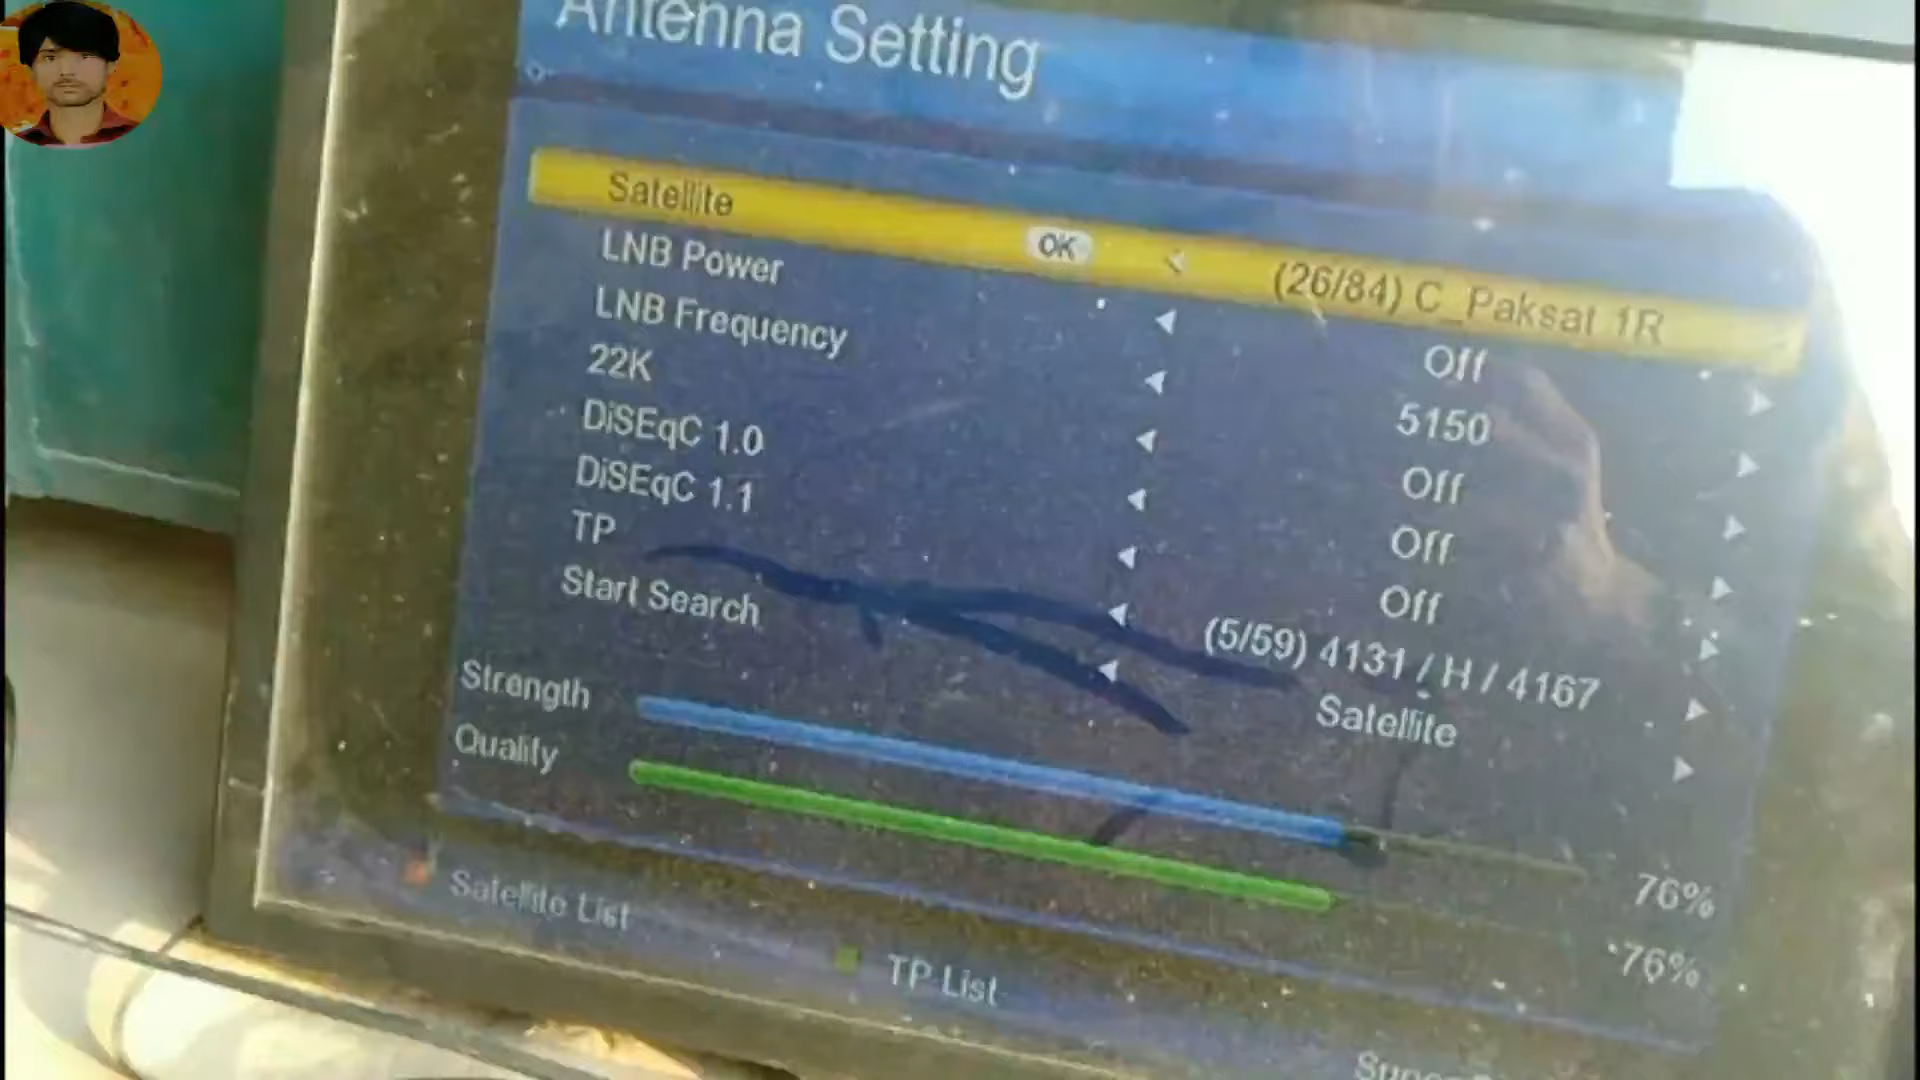 Antenna Setting
Satellite OK (26/84) C_Paksat 1R
LNB Power Off
LNB Frequency 5150
22K Off
DiSEqC 1.0 Off
DiSEqC 1.1 Off
TP (5/59) 4131 / H / 4167
Start Search Satellite
Strength 76%
Quality 76%
Satellite List
TP List